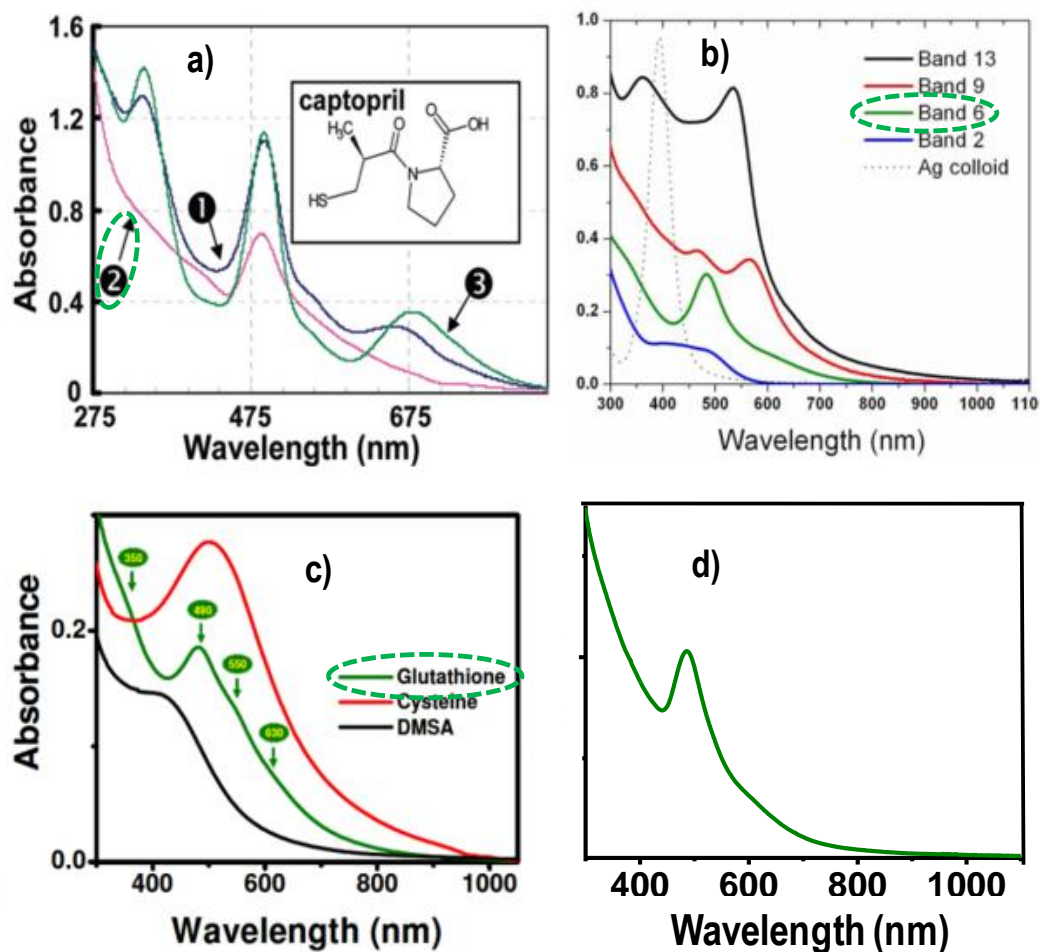 a)
1.6
1.2
0.8
0.4
0
275
475
675
Absorbance
Wavelength (nm)
captopril
CH₃
H₃C
O
O
OH
N
HS
1
2
3
b)
1.0
0.8
0.6
0.4
0.2
0.0
300
400
500
600
700
800
900
1000
110
Wavelength (nm)
Band 13
Band 9
Band 6
Band 2
Ag colloid
c)
0.2
0.0
400
600
800
1000
Absorbance
Wavelength (nm)
350
490
550
630
Glutathione
Cysteine
DMSA
d)
400
600
800
1000
Wavelength (nm)